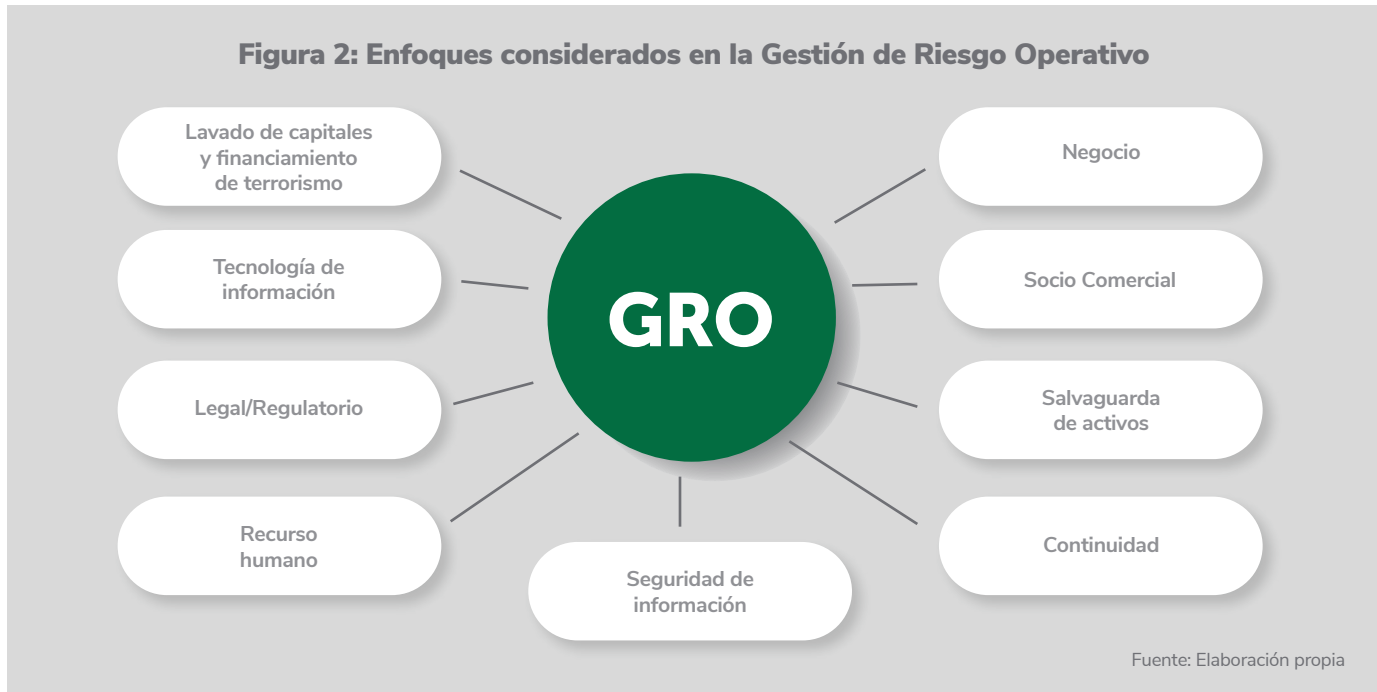 Figura 2: Enfoques considerados en la Gestión de Riesgo Operativo
Lavado de capitales
y financiamiento
de terrorismo
Tecnología de
información
Legal/Regulatorio
Recurso
humano
GRO
Negocio
Socio Comercial
Salvaguarda
de activos
Continuidad
Seguridad de
información
Fuente: Elaboración propia